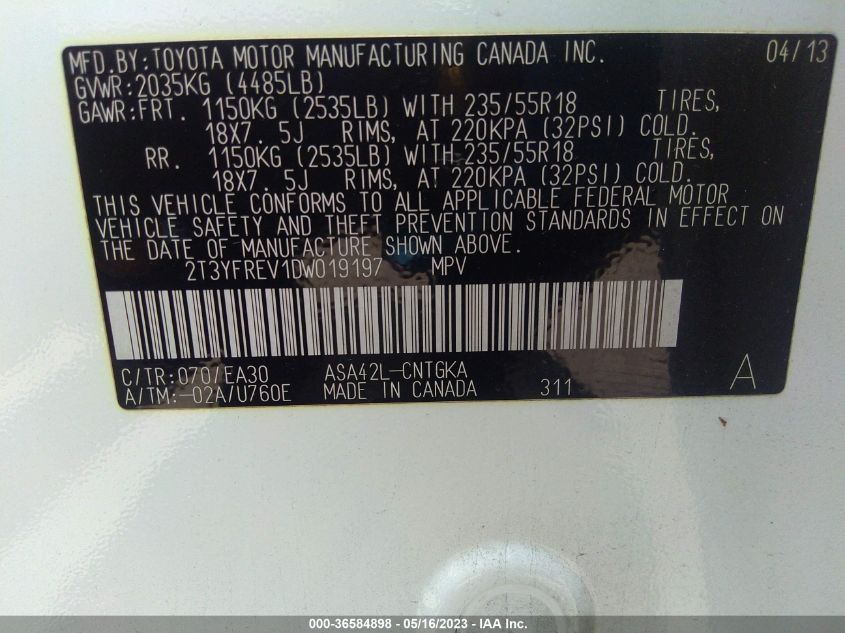 MFD.BY:TOYOTA MOTOR MANUFACTURING CANADA INC. 04/13
GVWR:2035KG (4485LB)
GAWR:FRT. 1150KG (2535LB) WITH 235/55R18 TIRES,
18X7.5J RIMS, AT 220KPA (32PSI) COLD.
RR. 1150KG (2535LB) WITH 235/55R18 TIRES,
18X7.5J RIMS, AT 220KPA (32PSI) COLD.
THIS VEHICLE CONFORMS TO ALL APPLICABLE FEDERAL MOTOR
VEHICLE SAFETY AND THEFT PREVENTION STANDARDS IN EFFECT ON
THE DATE OF MANUFACTURE SHOWN ABOVE.
2T3YFREV1DW019197 MPV
C/TR:070/EA30 ASA42L-CNTGKA
A/TM:-02A/U760E MADE IN CANADA 311 A
000-36584898 - 05/16/2023 - IAA Inc.